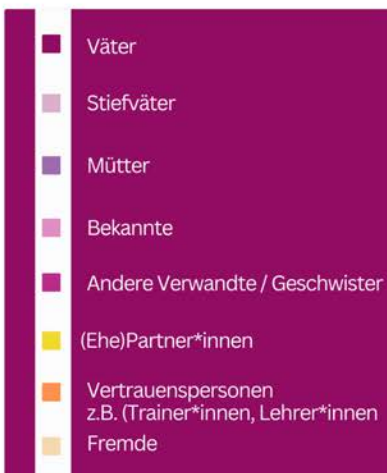 Väter
Stiefväter
Mütter
Bekannte
Andere Verwandte / Geschwister
(Ehe)Partner*innen
Vertrauenspersonen
z.B. (Trainer*innen, Lehrer*innen
Fremde